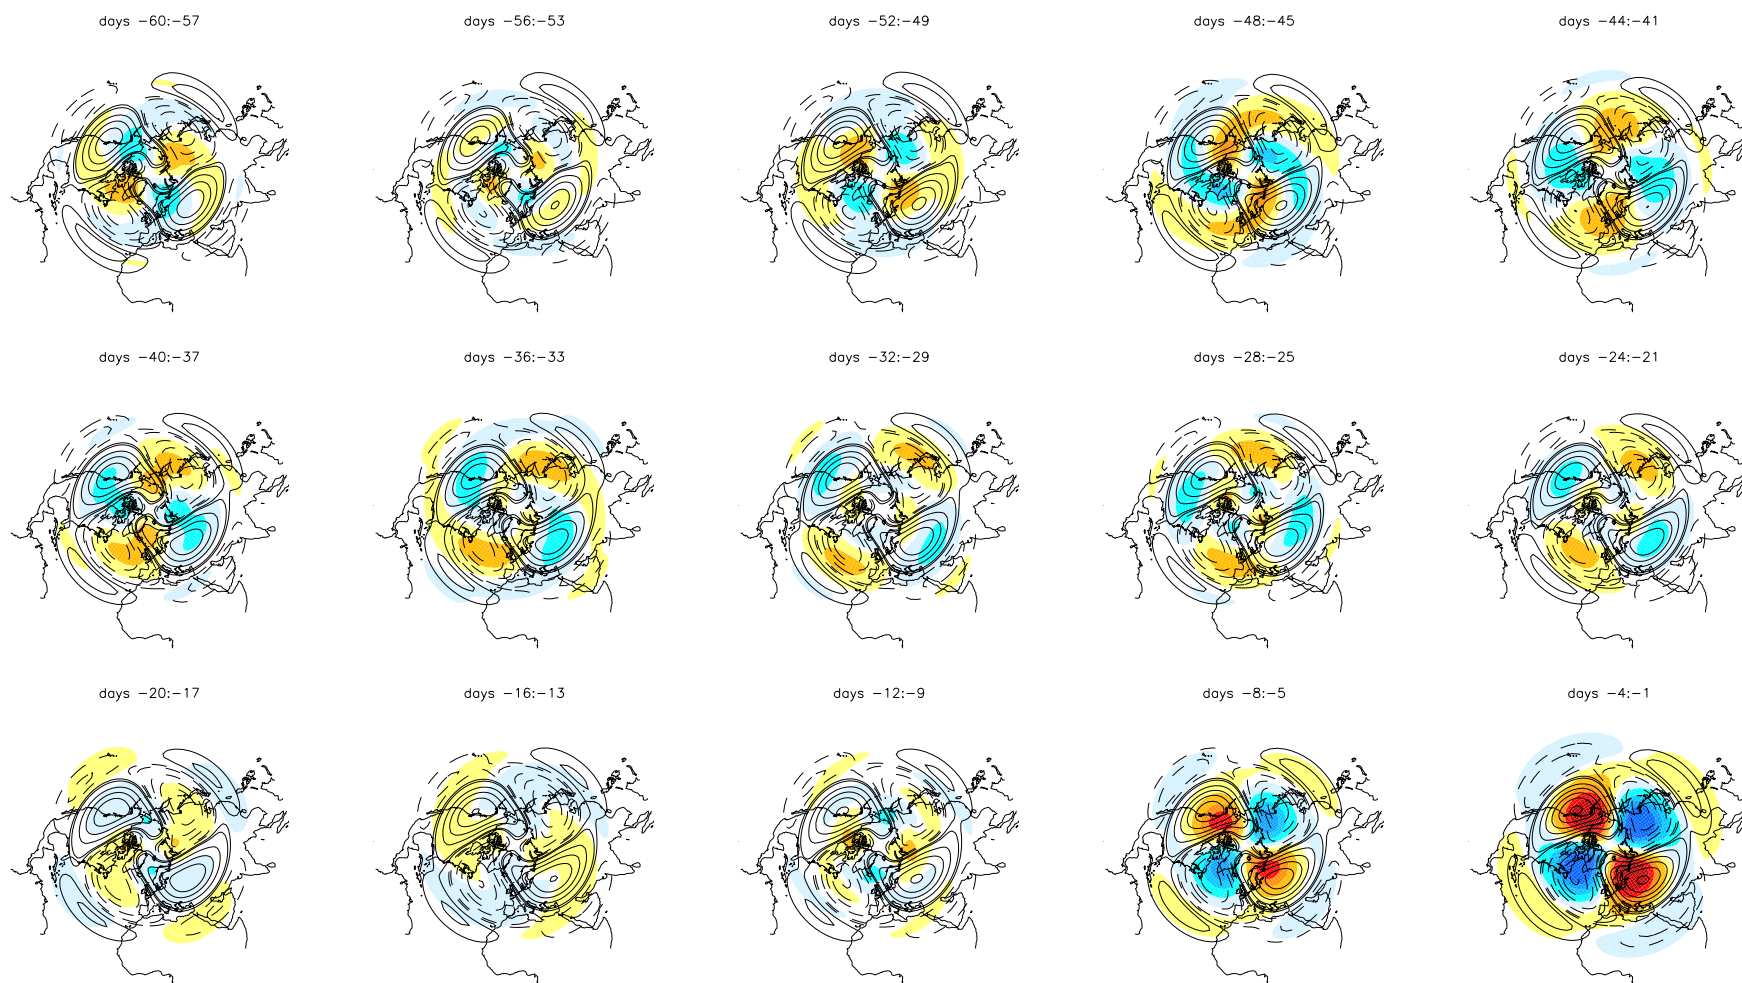 days −60:−57
days −56:−53
days −52:−49
days −48:−45
days −44:−41
days −40:−37
days −36:−33
days −32:−29
days −28:−25
days −24:−21
days −20:−17
days −16:−13
days −12:−9
days −8:−5
days −4:−1